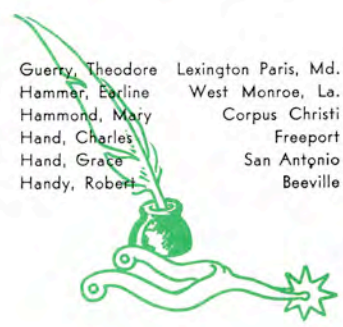 Guerry, Theodore Lexington Paris, Md.
Hammer, Earline West Monroe, La.
Hammond, Mary Corpus Christi
Hand, Charles Freeport
Hand, Grace San Antonio
Handy, Robert Beeville